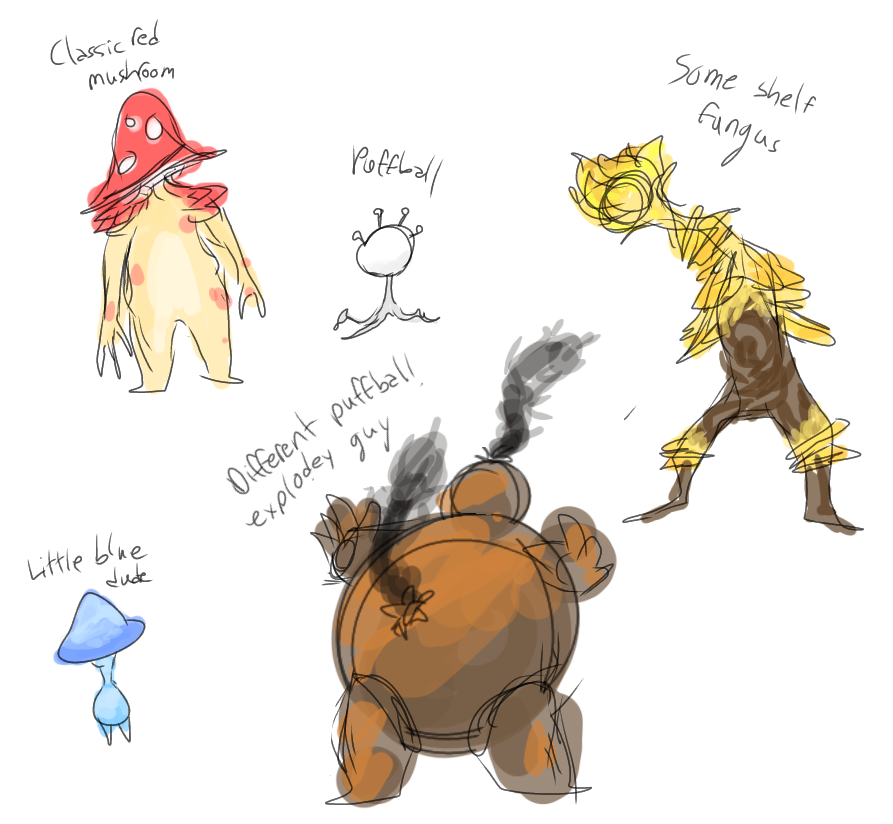 Classic red
mushroom
Puffball
Some shelf
fungus
Different puffball.
explodey guy
Little blue
dude